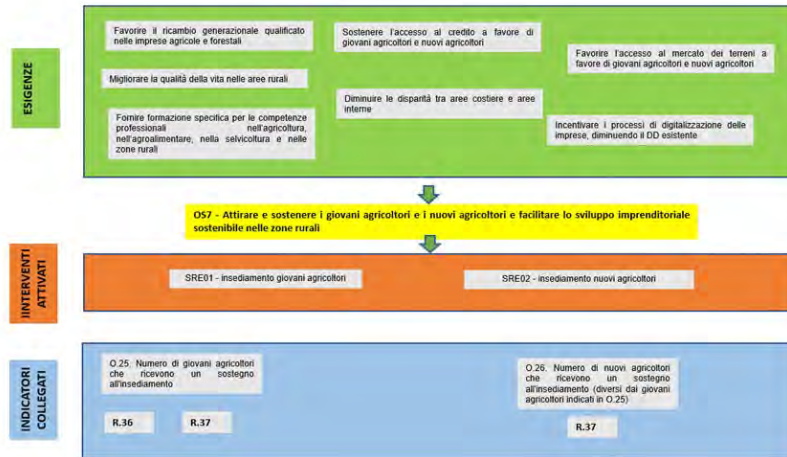 ESIGENZE
Favorire il ricambio generazionale qualificato
nelle imprese agricole e forestali
Sostenere l'accesso al credito a favore di
giovani agricoltori e nuovi agricoltori
Favorire l'accesso al mercato dei terreni a
favore di giovani agricoltori e nuovi agricoltori
Migliorare la qualità della vita nelle aree rurali
Diminuire le disparità tra aree costiere e aree
interne
Fornire formazione specifica per le competenze
professionali nell'agricoltura,
nell'agroalimentare, nella selvicoltura e nelle
zone rurali
Incentivare i processi di digitalizzazione delle
imprese, diminuendo il DD esistente
OS7 - Attirare e sostenere i giovani agricoltori e i nuovi agricoltori e facilitare lo sviluppo imprenditoriale
sostenibile nelle zone rurali
IINTERVENTI
ATTIVATI
SRE01 - insediamento giovani agricoltori
SRE02 - insediamento nuovi agricoltori
INDICATORI
COLLEGATI
O.25. Numero di giovani agricoltori
che ricevono un sostegno
all'insediamento
R.36
R.37
O.26. Numero di nuovi agricoltori
che ricevono un sostegno
all'insediamento (diversi dai giovani
agricoltori indicati in O.25)
R.37